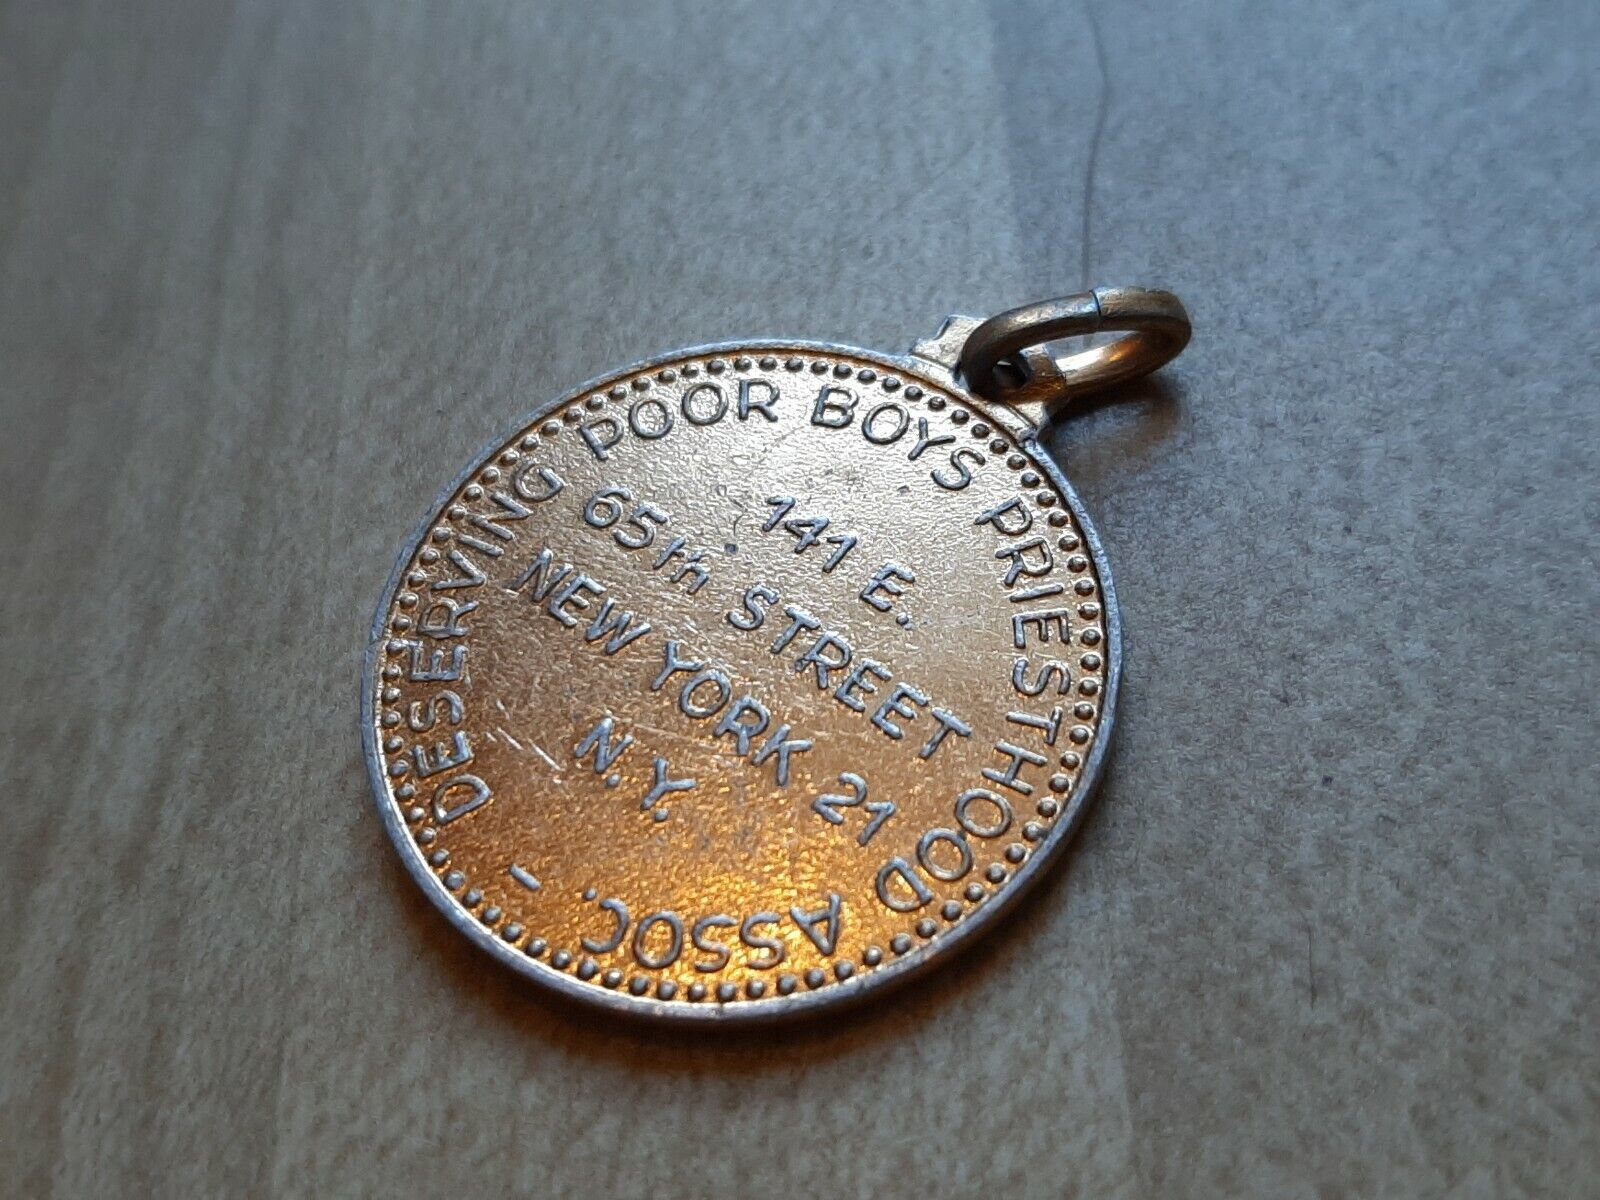 DESERVING POOR BOYS PRIESTHOOD ASSOC. -
141 E.
65th STREET
NEW YORK 21
N.Y.